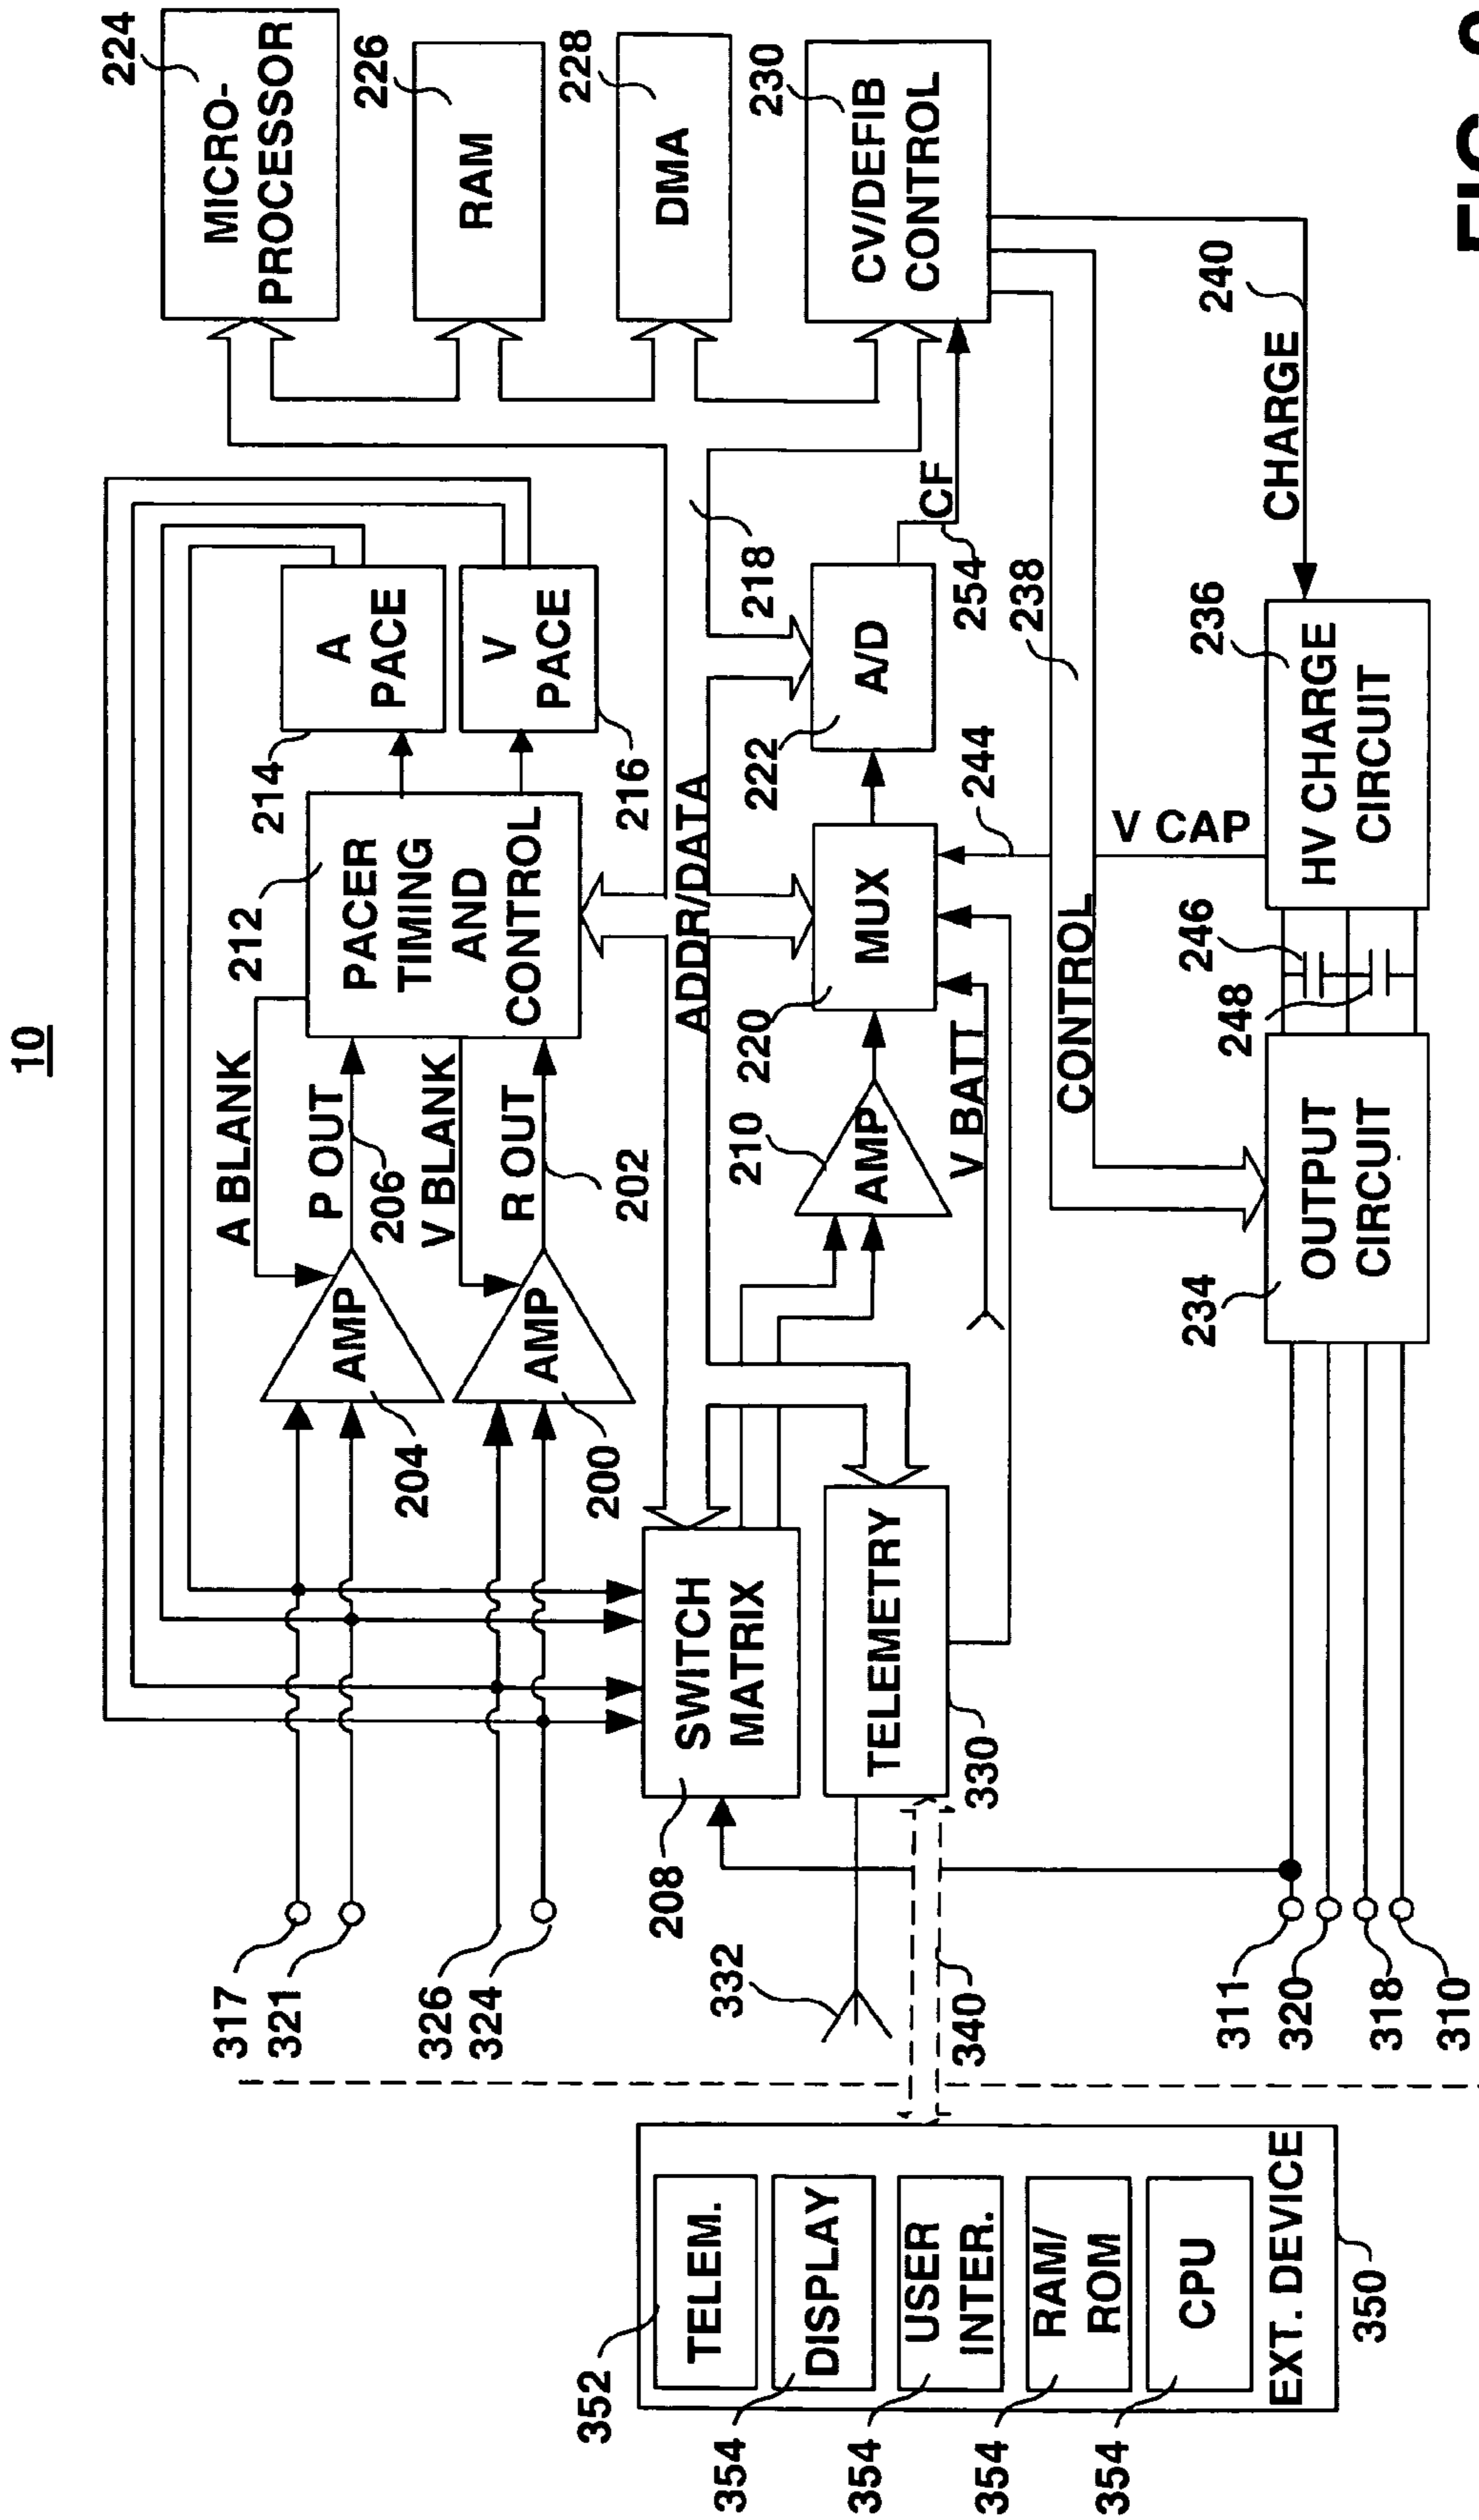 10
224
MICRO-
PROCESSOR
226
RAM
228
DMA
230
CV/DEFIB
CONTROL
A BLANK
P OUT
206
V BLANK
R OUT
202
212
PACER
TIMING
AND
CONTROL
214
A
PACE
V
PACE
216
317
321
326
324
AMP
204
AMP
200
ADDR/DATA
218
208
SWITCH
MATRIX
210
AMP
220
MUX
222
A/D
CF
254
V BATT
244
238
CONTROL
332
TELEMETRY
330
340
V CAP
CHARGE
240
236
HV CHARGE
CIRCUIT
246
248
234
OUTPUT
CIRCUIT
311
320
318
310
352
TELEM.
354
DISPLAY
354
USER
INTER.
354
RAM/
ROM
354
CPU
EXT. DEVICE
350